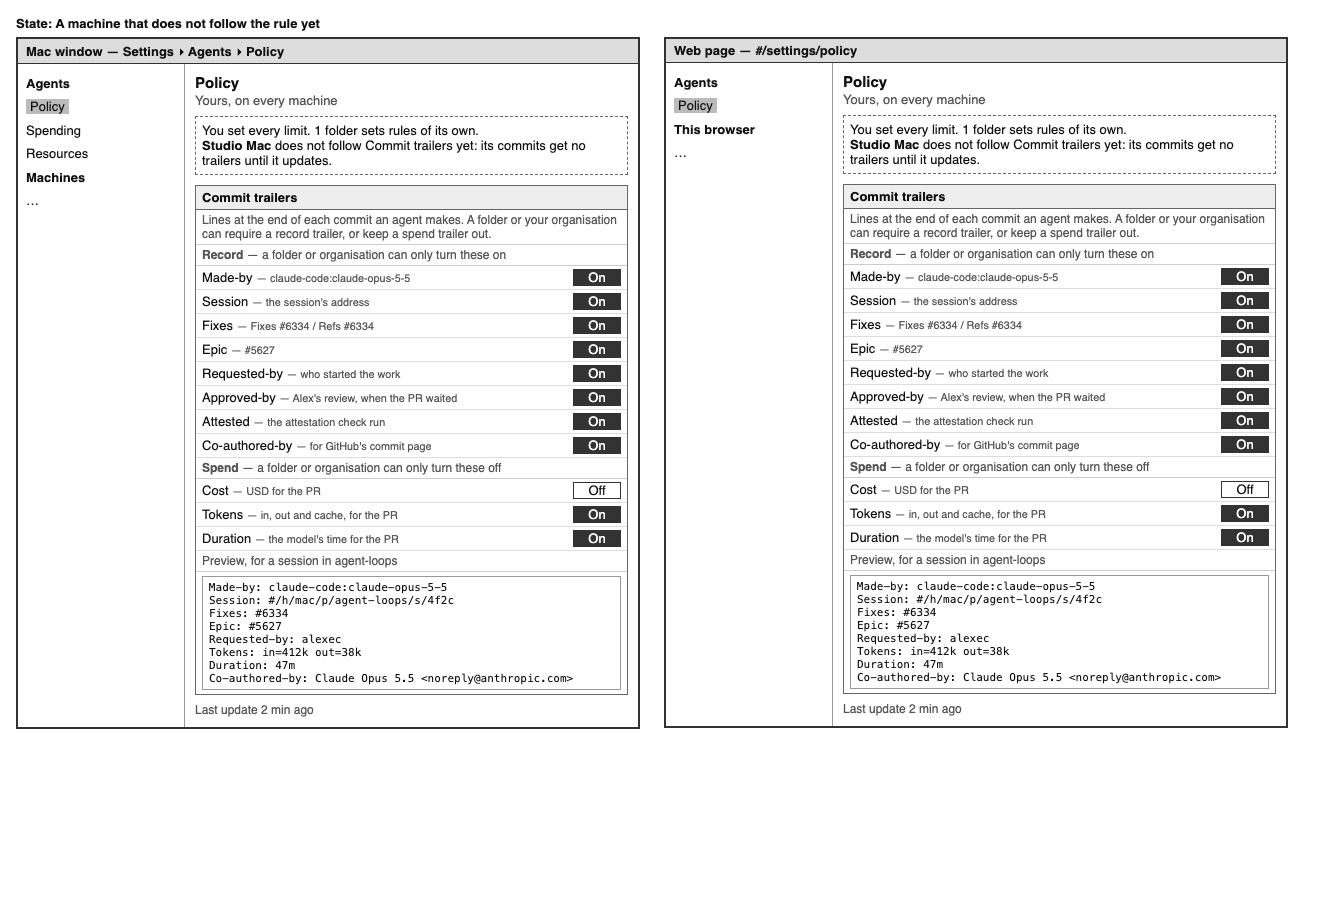 State: A machine that does not follow the rule yet
Mac window — Settings ▸ Agents ▸ Policy
Agents
Policy
Spending
Resources
Machines
…
Policy
Yours, on every machine
You set every limit. 1 folder sets rules of its own.
Studio Mac does not follow Commit trailers yet: its commits get no
trailers until it updates.
Commit trailers
Lines at the end of each commit an agent makes. A folder or your organisation
can require a record trailer, or keep a spend trailer out.
Record — a folder or organisation can only turn these on
Made-by — claude-code:claude-opus-5-5 On
Session — the session's address On
Fixes — Fixes #6334 / Refs #6334 On
Epic — #5627 On
Requested-by — who started the work On
Approved-by — Alex's review, when the PR waited On
Attested — the attestation check run On
Co-authored-by — for GitHub's commit page On
Spend — a folder or organisation can only turn these off
Cost — USD for the PR Off
Tokens — in, out and cache, for the PR On
Duration — the model's time for the PR On
Preview, for a session in agent-loops
Made-by: claude-code:claude-opus-5-5
Session: #/h/mac/p/agent-loops/s/4f2c
Fixes: #6334
Epic: #5627
Requested-by: alexec
Tokens: in=412k out=38k
Duration: 47m
Co-authored-by: Claude Opus 5.5 <noreply@anthropic.com>
Last update 2 min ago
Web page — #/settings/policy
Agents
Policy
This browser
…
Policy
Yours, on every machine
You set every limit. 1 folder sets rules of its own.
Studio Mac does not follow Commit trailers yet: its commits get no
trailers until it updates.
Commit trailers
Lines at the end of each commit an agent makes. A folder or your organisation
can require a record trailer, or keep a spend trailer out.
Record — a folder or organisation can only turn these on
Made-by — claude-code:claude-opus-5-5 On
Session — the session's address On
Fixes — Fixes #6334 / Refs #6334 On
Epic — #5627 On
Requested-by — who started the work On
Approved-by — Alex's review, when the PR waited On
Attested — the attestation check run On
Co-authored-by — for GitHub's commit page On
Spend — a folder or organisation can only turn these off
Cost — USD for the PR Off
Tokens — in, out and cache, for the PR On
Duration — the model's time for the PR On
Preview, for a session in agent-loops
Made-by: claude-code:claude-opus-5-5
Session: #/h/mac/p/agent-loops/s/4f2c
Fixes: #6334
Epic: #5627
Requested-by: alexec
Tokens: in=412k out=38k
Duration: 47m
Co-authored-by: Claude Opus 5.5 <noreply@anthropic.com>
Last update 2 min ago